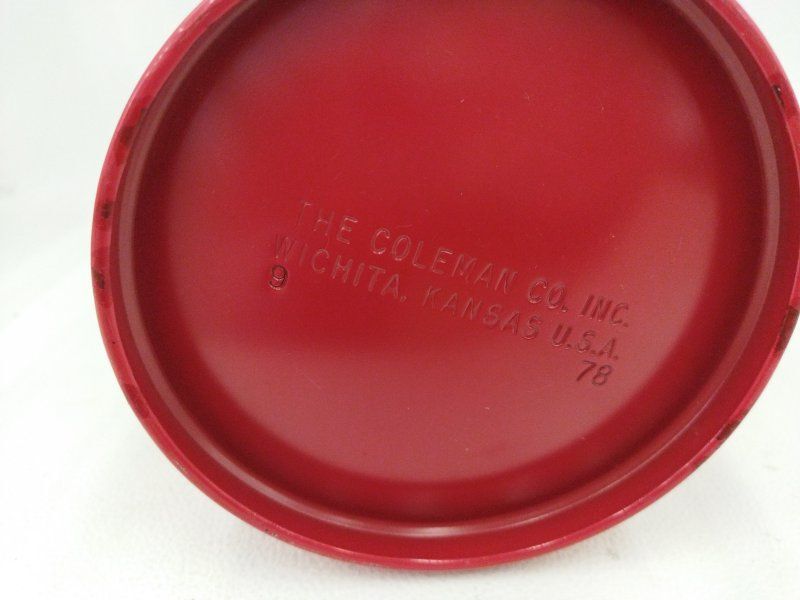 THE COLEMAN CO. INC.
WICHITA, KANSAS U.S.A.
9 78